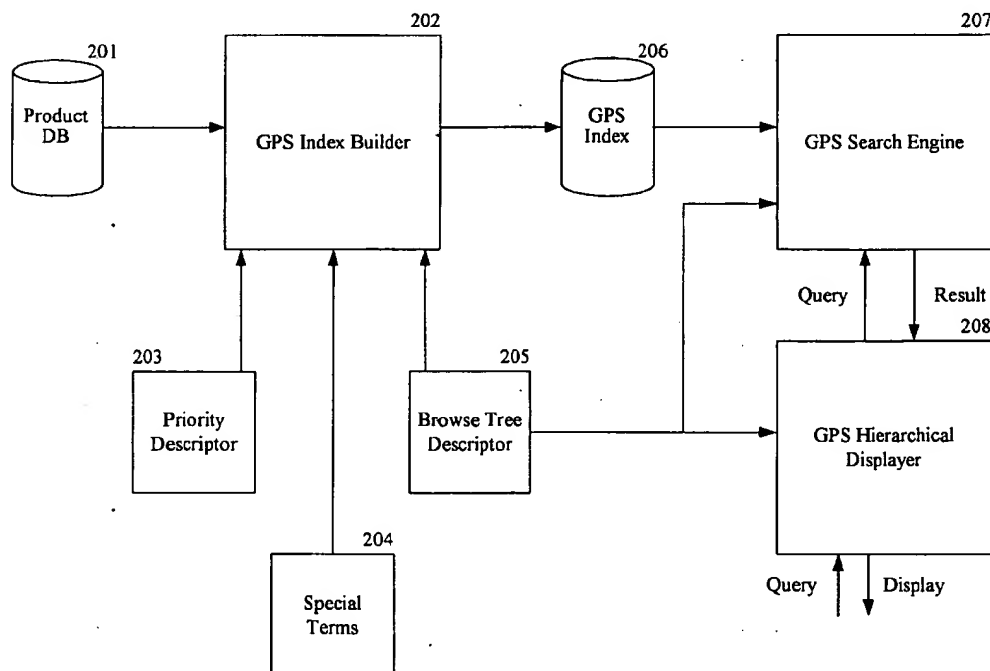 202
207
201
206
Product
DB
GPS Index Builder
GPS
Index
GPS Search Engine
Query
Result
208
203
205
Priority
Descriptor
Browse Tree
Descriptor
GPS Hierarchical
Displayer
204
Query
Display
Special
Terms